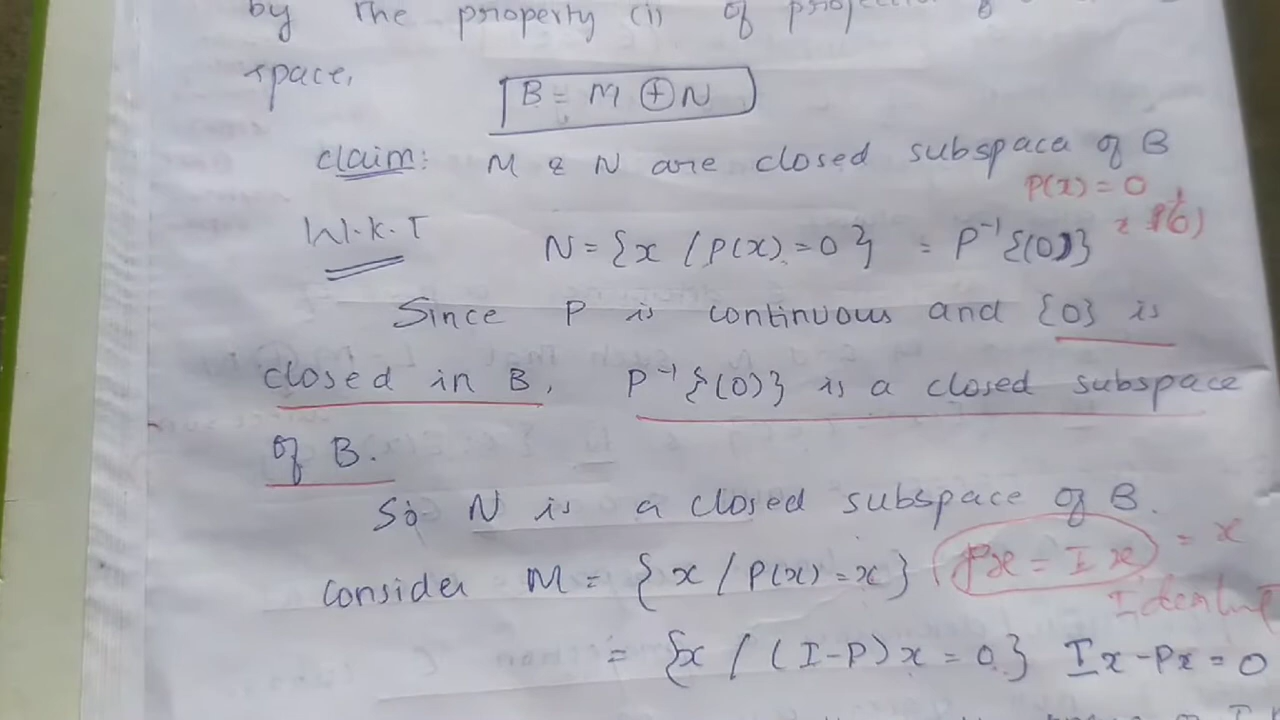 by the property (i) of
space,
B = M ⊕ N
claim: M & N are closed subspace of B
P(x) = 0
W.K.T N = {x / P(x) = 0} = P⁻¹{(0)}
Since P is continuous and {0} is
closed in B, P⁻¹{(0)} is a closed subspace
of B.
So N is a closed subspace of B.
consider M = {x / P(x) = x} (Px = Ix = x
= {x / (I-P)x = 0} Ix - Px = 0